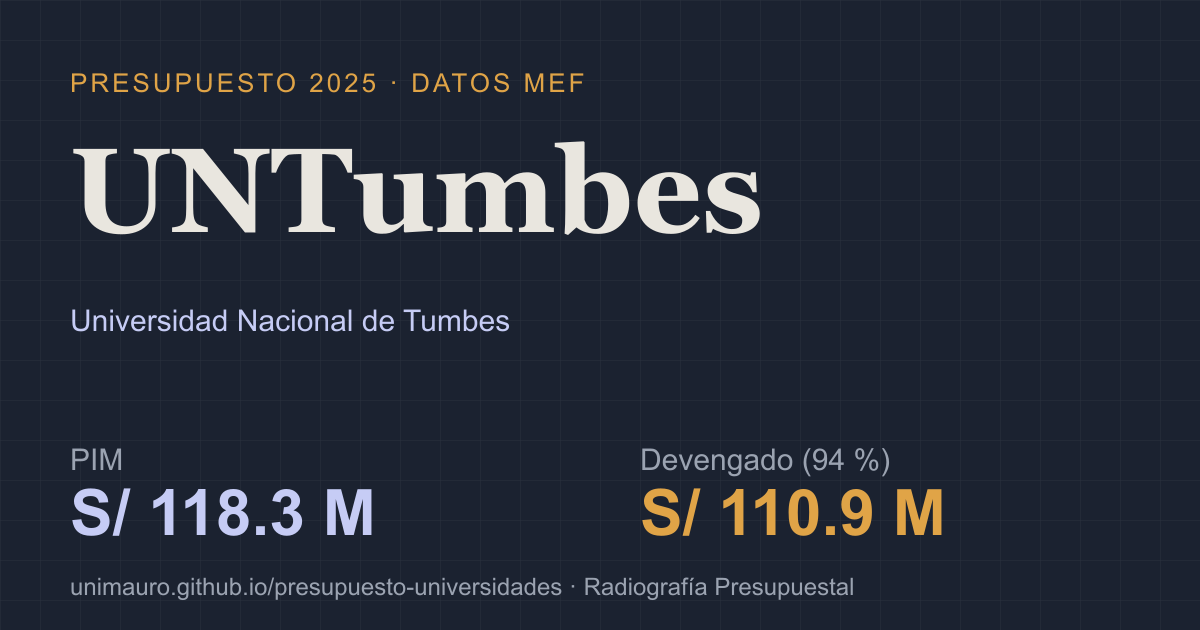 PRESUPUESTO 2025 · DATOS MEF
UNTumbes
Universidad Nacional de Tumbes
PIM
S/ 118.3 M
Devengado (94 %)
S/ 110.9 M
unimauro.github.io/presupuesto-universidades · Radiografía Presupuestal